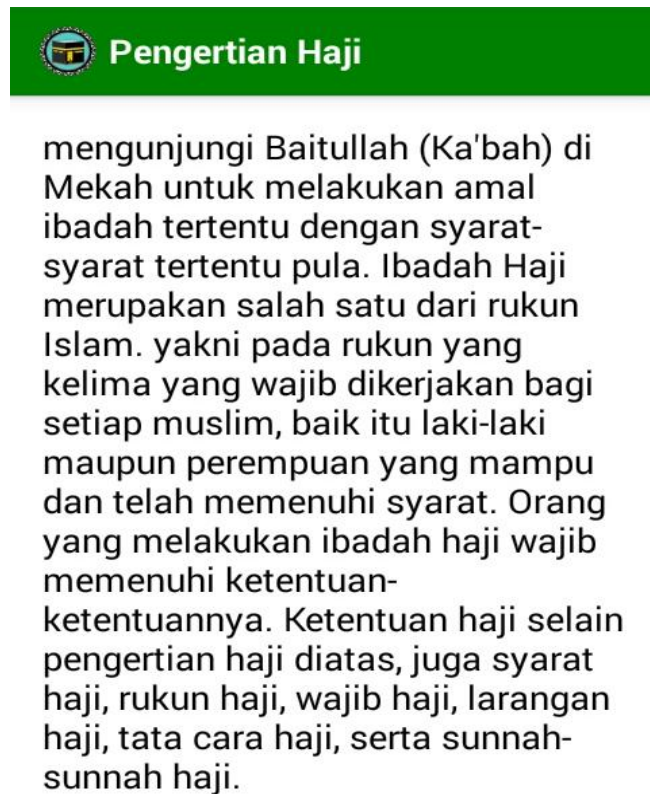 Pengertian Haji
mengunjungi Baitullah (Ka'bah) di
Mekah untuk melakukan amal
ibadah tertentu dengan syarat-
syarat tertentu pula. Ibadah Haji
merupakan salah satu dari rukun
Islam. yakni pada rukun yang
kelima yang wajib dikerjakan bagi
setiap muslim, baik itu laki-laki
maupun perempuan yang mampu
dan telah memenuhi syarat. Orang
yang melakukan ibadah haji wajib
memenuhi ketentuan-
ketentuannya. Ketentuan haji selain
pengertian haji diatas, juga syarat
haji, rukun haji, wajib haji, larangan
haji, tata cara haji, serta sunnah-
sunnah haji.